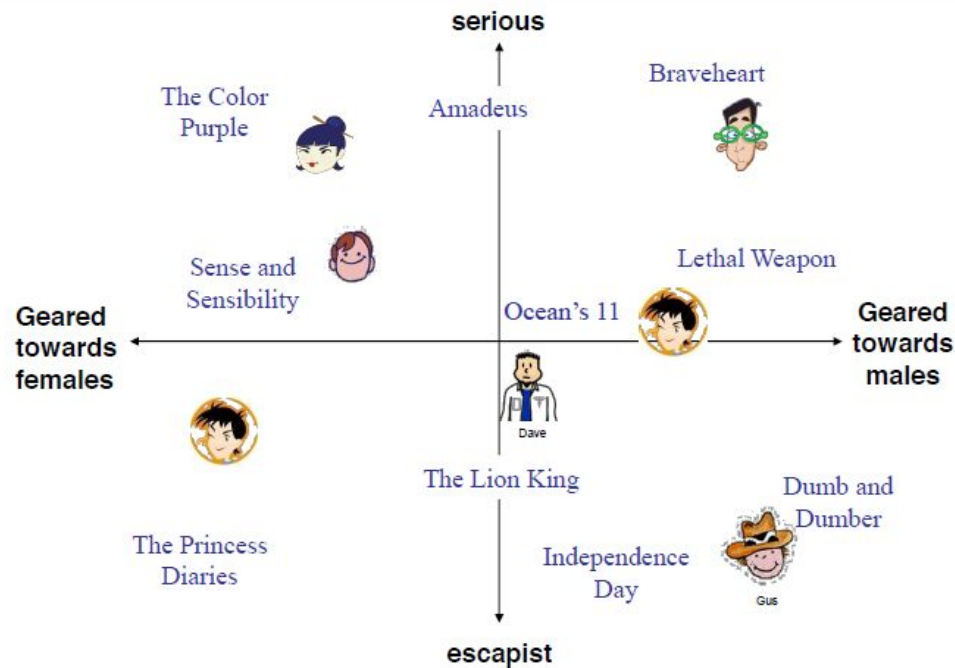 serious
Braveheart
The Color
Purple
Amadeus
Sense and
Sensibility
Lethal Weapon
Ocean's 11
Geared
towards
females
Geared
towards
males
Dave
The Lion King
Dumb and
Dumber
The Princess
Diaries
Independence
Day
Gus
escapist